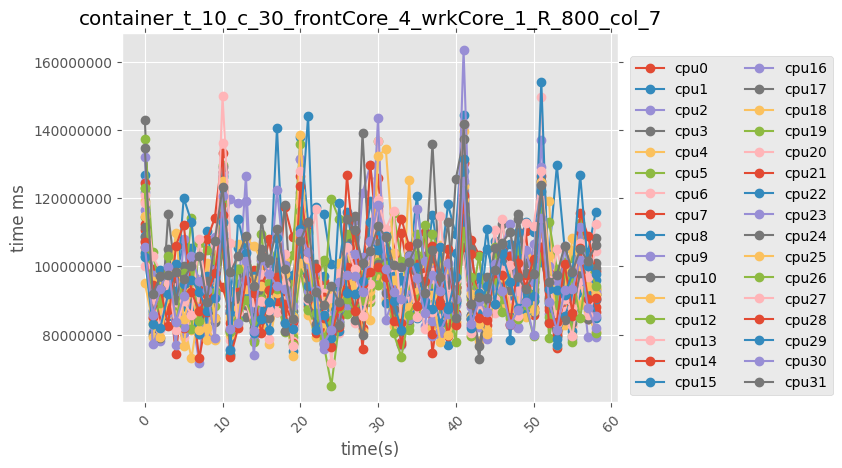 container_t_10_c_30_frontCore_4_wrkCore_1_R_800_col_7
160000000
140000000
120000000
100000000
80000000
time ms
0
10
20
30
40
50
60
time(s)
cpu0
cpu1
cpu2
cpu3
cpu4
cpu5
cpu6
cpu7
cpu8
cpu9
cpu10
cpu11
cpu12
cpu13
cpu14
cpu15
cpu16
cpu17
cpu18
cpu19
cpu20
cpu21
cpu22
cpu23
cpu24
cpu25
cpu26
cpu27
cpu28
cpu29
cpu30
cpu31